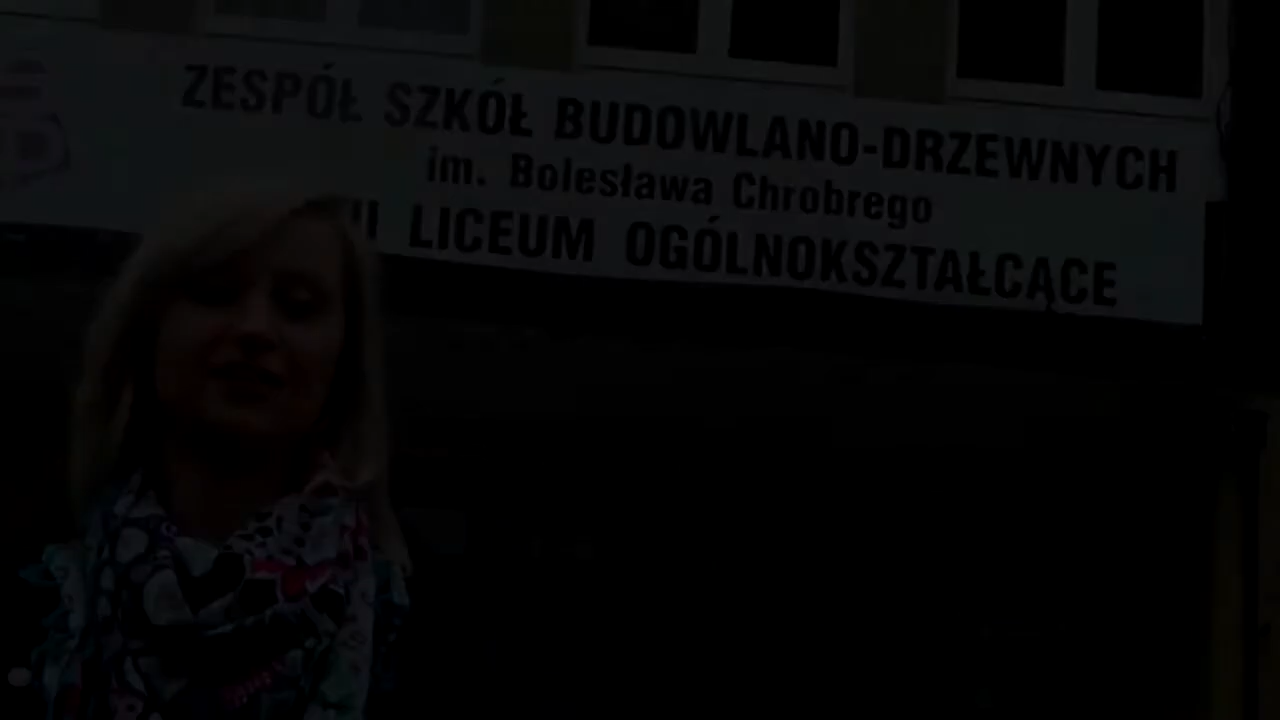 ZESPÓŁ SZKÓŁ BUDOWLANO-DRZEWNYCH
im. Bolesława Chrobrego
LICEUM OGÓLNOKSZTAŁCĄCE